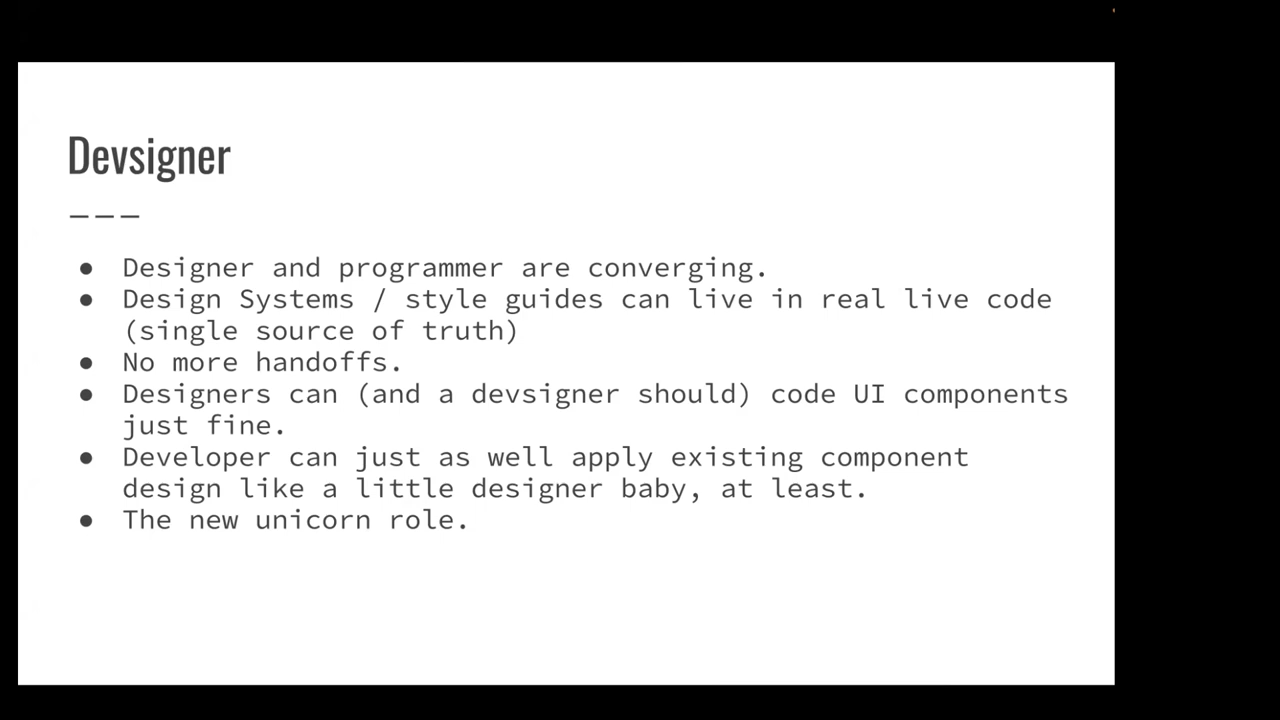 Devsigner
———
● Designer and programmer are converging.
● Design Systems / style guides can live in real live code
(single source of truth)
● No more handoffs.
● Designers can (and a devsigner should) code UI components
just fine.
● Developer can just as well apply existing component
design like a little designer baby, at least.
● The new unicorn role.